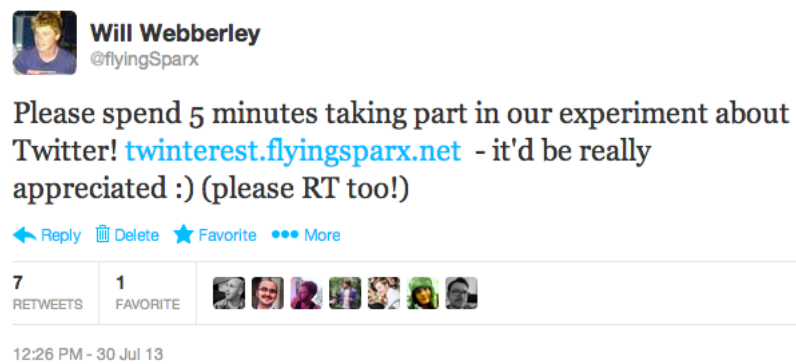 Will Webberley
@flyingSparx
Please spend 5 minutes taking part in our experiment about
Twitter! twinterest.flyingsparx.net - it'd be really
appreciated :) (please RT too!)
Reply Delete Favorite More
7 1
RETWEETS FAVORITE
12:26 PM - 30 Jul 13